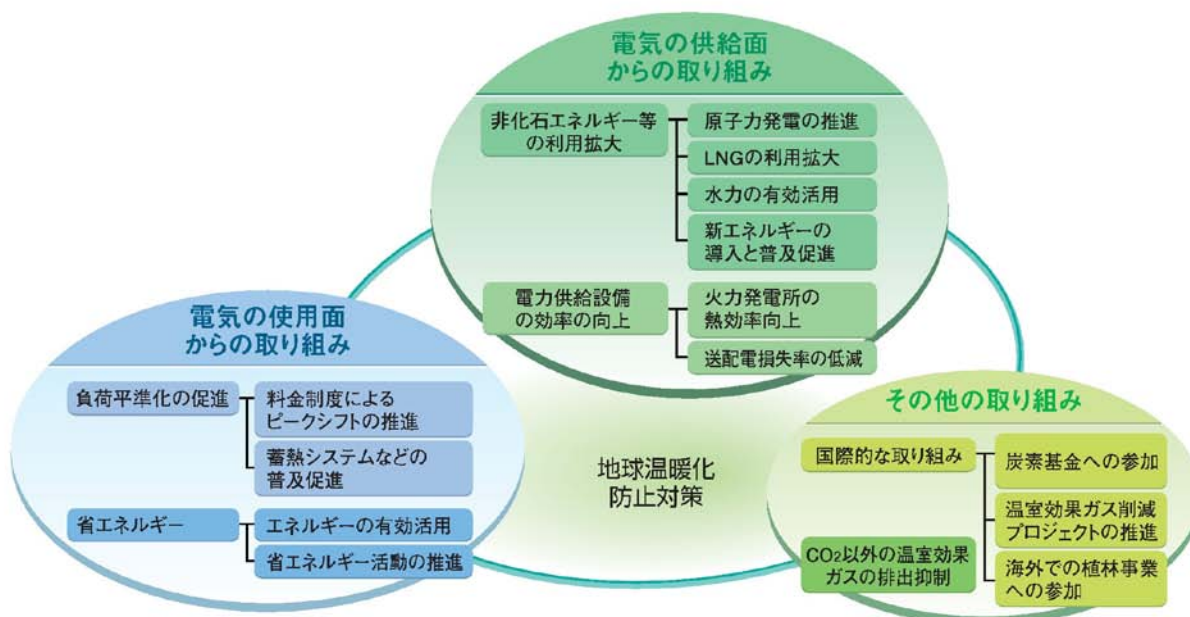 電気の供給面
からの取り組み
非化石エネルギー等
の利用拡大
原子力発電の推進
LNGの利用拡大
水力の有効活用
新エネルギーの
導入と普及促進
電力供給設備
の効率の向上
火力発電所の
熱効率向上
送配電損失率の低減
電気の使用面
からの取り組み
負荷平準化の促進
料金制度による
ピークシフトの推進
蓄熱システムなどの
普及促進
省エネルギー
エネルギーの有効活用
省エネルギー活動の推進
地球温暖化
防止対策
その他の取り組み
国際的な取り組み
炭素基金への参加
温室効果ガス削減
プロジェクトの推進
海外での植林事業
への参加
CO₂以外の温室効果
ガスの排出抑制